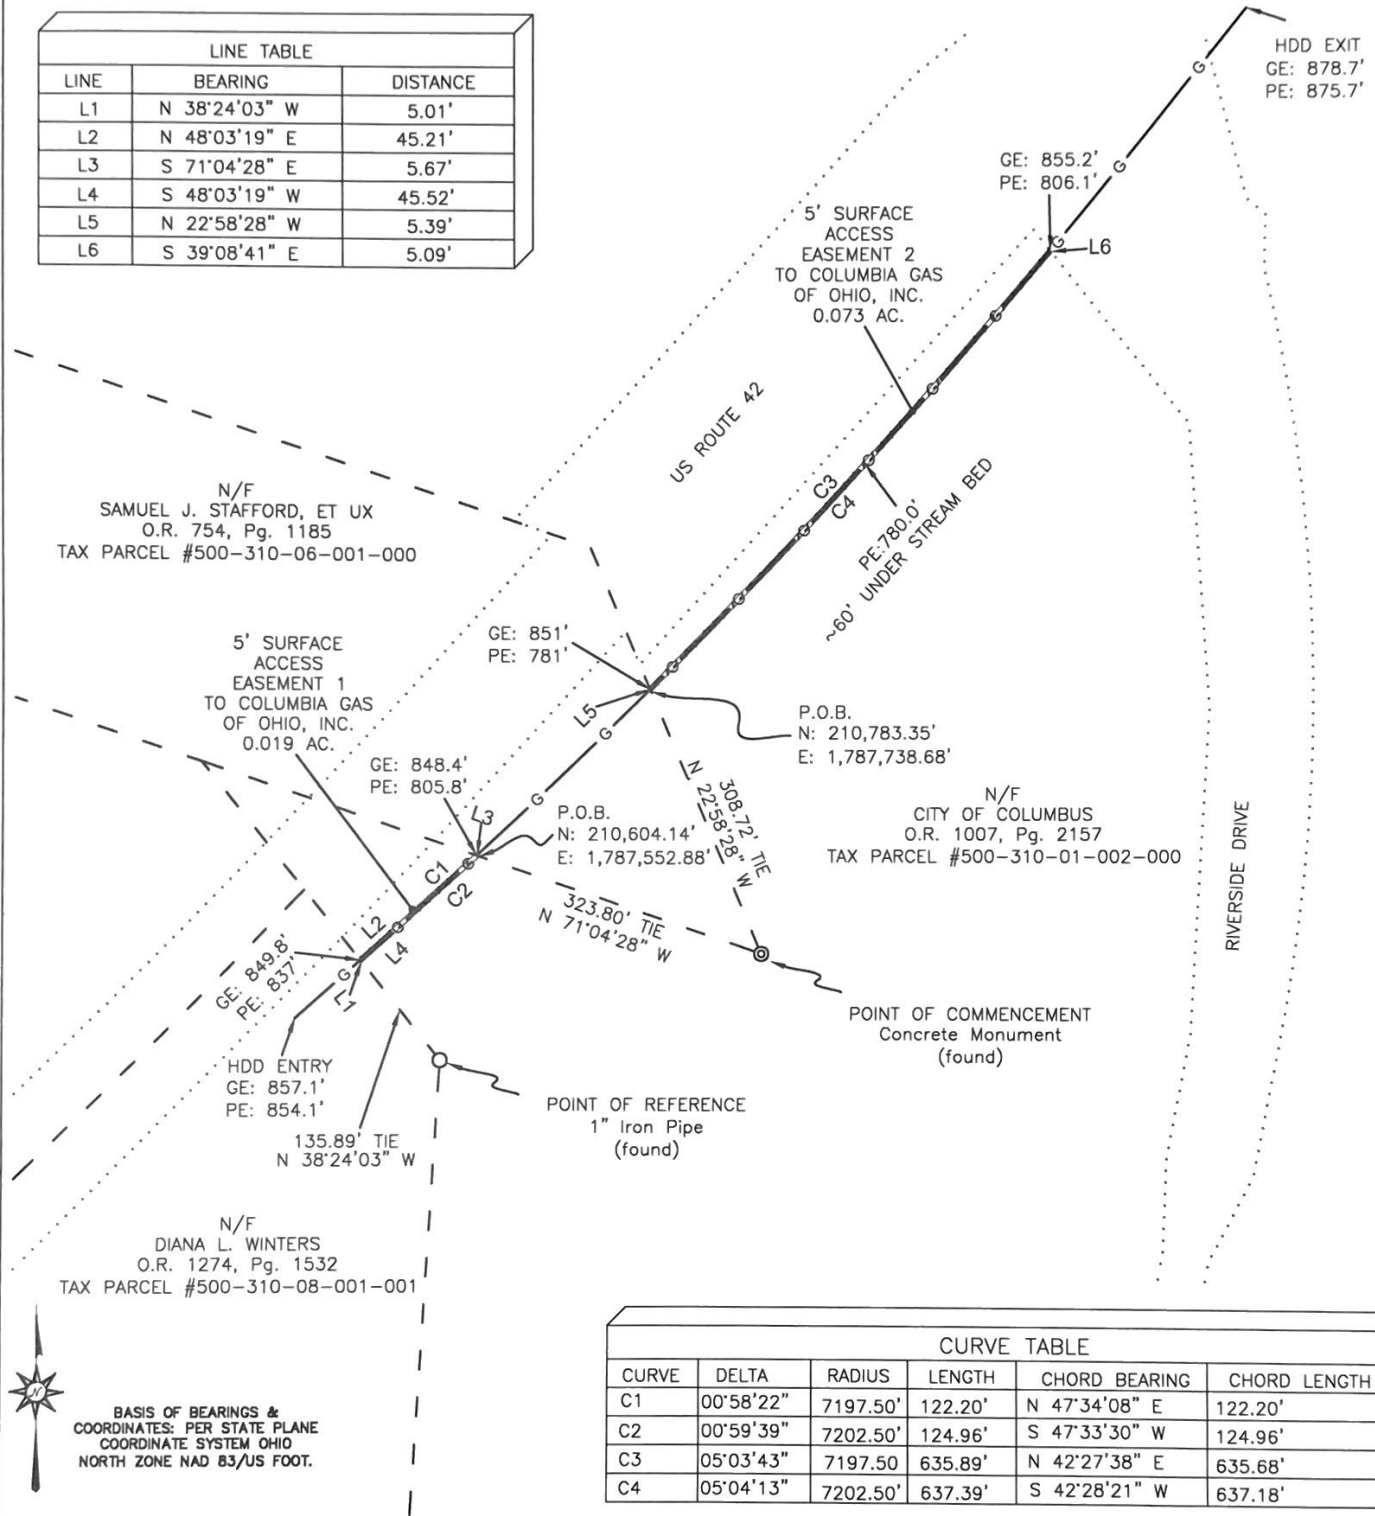 LINE TABLE
LINE BEARING DISTANCE
L1 N 38°24'03" W 5.01'
L2 N 48°03'19" E 45.21'
L3 S 71°04'28" E 5.67'
L4 S 48°03'19" W 45.52'
L5 N 22°58'28" W 5.39'
L6 S 39°08'41" E 5.09'
HDD EXIT
GE: 878.7'
PE: 875.7'
G
G
GE: 855.2'
PE: 806.1'
G
L6
5' SURFACE
ACCESS
EASEMENT 2
TO COLUMBIA GAS
OF OHIO, INC.
0.073 AC.
G
G
US ROUTE 42
G
C3
C4
G
PE:780.0'
~60' UNDER STREAM BED
G
G
N/F
SAMUEL J. STAFFORD, ET UX
O.R. 754, Pg. 1185
TAX PARCEL #500-310-06-001-000
GE: 851'
PE: 781'
L5
G
P.O.B.
N: 210,783.35'
E: 1,787,738.68'
5' SURFACE
ACCESS
EASEMENT 1
TO COLUMBIA GAS
OF OHIO, INC.
0.019 AC.
GE: 848.4'
PE: 805.8'
G
L3
P.O.B.
N: 210,604.14'
E: 1,787,552.88'
308.72' TIE
N 22°58'28" W
N/F
CITY OF COLUMBUS
O.R. 1007, Pg. 2157
TAX PARCEL #500-310-01-002-000
RIVERSIDE DRIVE
G
C1
C2
323.80' TIE
N 71°04'28" W
G
L2
L4
GE: 849.8'
PE: 837'
G
L1
POINT OF COMMENCEMENT
Concrete Monument
(found)
HDD ENTRY
GE: 857.1'
PE: 854.1'
POINT OF REFERENCE
1" Iron Pipe
(found)
135.89' TIE
N 38°24'03" W
N/F
DIANA L. WINTERS
O.R. 1274, Pg. 1532
TAX PARCEL #500-310-08-001-001
N
BASIS OF BEARINGS &
COORDINATES: PER STATE PLANE
COORDINATE SYSTEM OHIO
NORTH ZONE NAD 83/US FOOT.
CURVE TABLE
CURVE DELTA RADIUS LENGTH CHORD BEARING CHORD LENGTH
C1 00°58'22" 7197.50' 122.20' N 47°34'08" E 122.20'
C2 00°59'39" 7202.50' 124.96' S 47°33'30" W 124.96'
C3 05°03'43" 7197.50 635.89' N 42°27'38" E 635.68'
C4 05°04'13" 7202.50' 637.39' S 42°28'21" W 637.18'